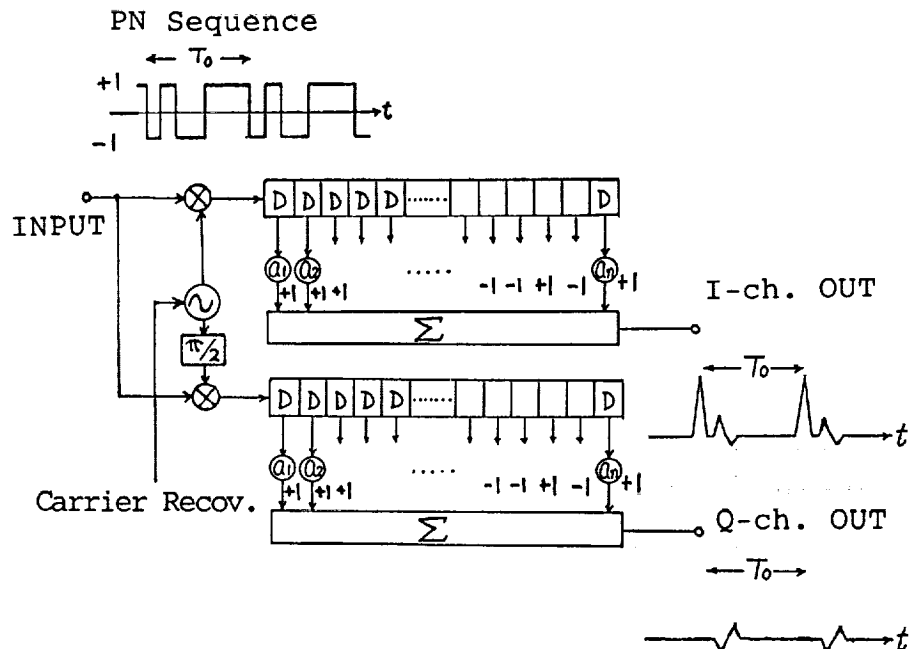 PN Sequence
T₀
+1
-1
t
INPUT
D D D D D ....... D
a₁ a₂ ..... aₙ
+1 +1 +1 -1 -1 +1 -1 +1
Σ
I-ch. OUT
π/2
T₀
t
D D D D D ....... D
a₁ a₂ ..... aₙ
+1 +1 +1 -1 -1 +1 -1 +1
Carrier Recov.
Σ
Q-ch. OUT
T₀
t